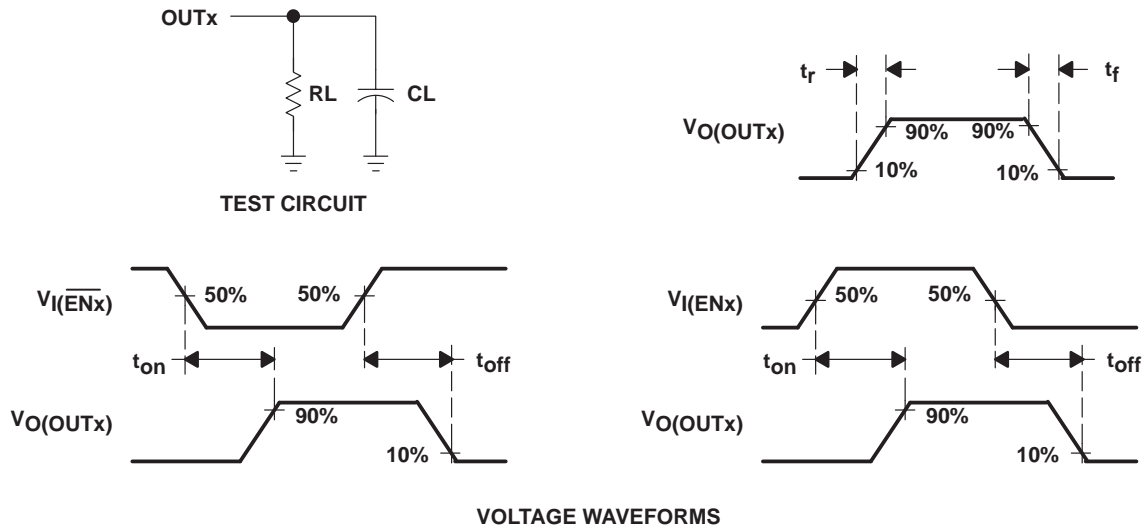 OUTx
RL
CL
TEST CIRCUIT
tr
tf
VO(OUTx)
90%
90%
10%
10%
VI(ENx)
50%
50%
ton
toff
VO(OUTx)
90%
10%
VI(ENx)
50%
50%
ton
toff
VO(OUTx)
90%
10%
VOLTAGE WAVEFORMS